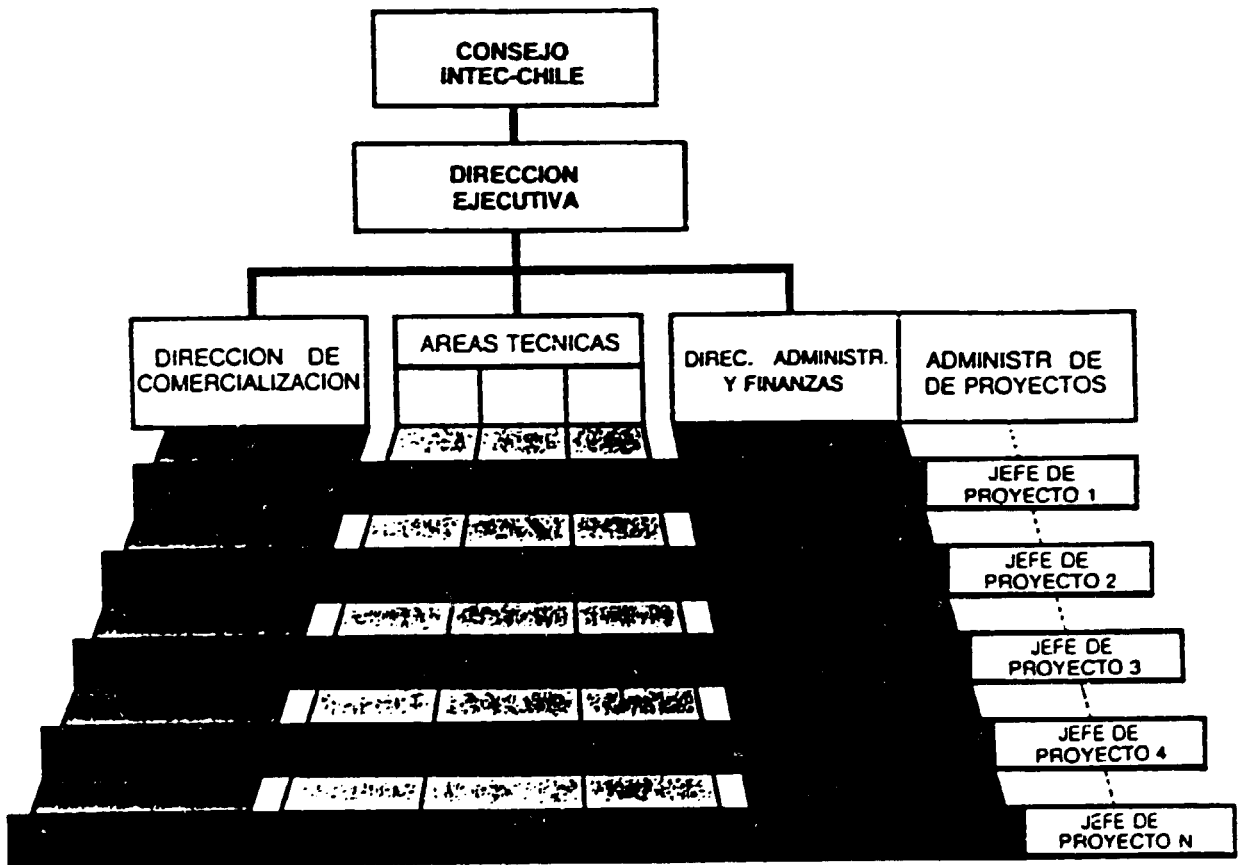 CONSEJO
INTEC-CHILE
DIRECCION
EJECUTIVA
DIRECCION DE
COMERCIALIZACION
AREAS TECNICAS
DIREC. ADMINISTR.
Y FINANZAS
ADMINISTR DE
DE PROYECTOS
JEFE DE
PROYECTO 1
JEFE DE
PROYECTO 2
JEFE DE
PROYECTO 3
JEFE DE
PROYECTO 4
JEFE DE
PROYECTO N